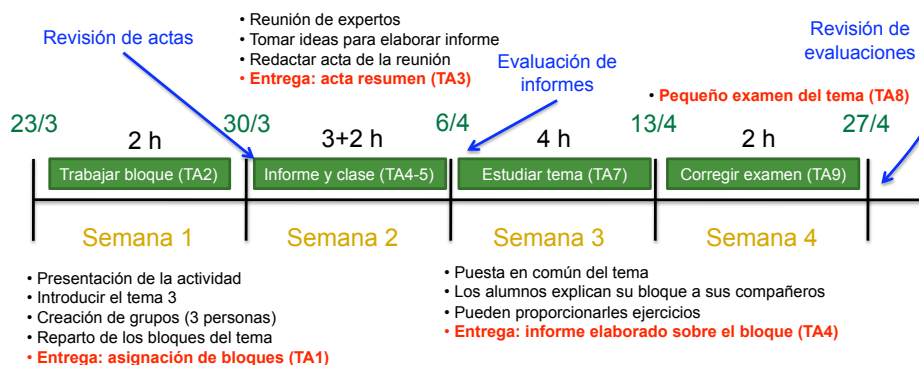 • Reunión de expertos
• Tomar ideas para elaborar informe
• Redactar acta de la reunión
• Entrega: acta resumen (TA3)
Revisión de actas
Evaluación de
informes
Revisión de
evaluaciones
• Pequeño examen del tema (TA8)
23/3
30/3
6/4
13/4
27/4
2 h
3+2 h
4 h
2 h
Trabajar bloque (TA2)
Informe y clase (TA4-5)
Estudiar tema (TA7)
Corregir examen (TA9)
Semana 1
Semana 2
Semana 3
Semana 4
• Presentación de la actividad
• Introducir el tema 3
• Creación de grupos (3 personas)
• Reparto de los bloques del tema
• Entrega: asignación de bloques (TA1)
• Puesta en común del tema
• Los alumnos explican su bloque a sus compañeros
• Pueden proporcionarles ejercicios
• Entrega: informe elaborado sobre el bloque (TA4)